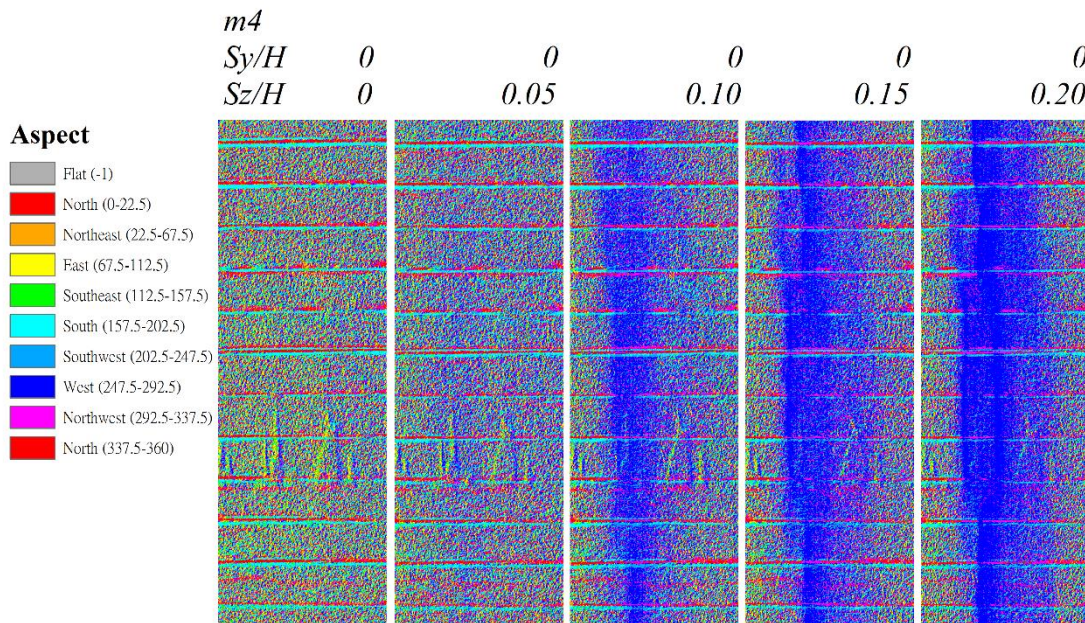 m4
Sy/H 0 0 0 0 0
Sz/H 0 0.05 0.10 0.15 0.20
Aspect
Flat (-1)
North (0-22.5)
Northeast (22.5-67.5)
East (67.5-112.5)
Southeast (112.5-157.5)
South (157.5-202.5)
Southwest (202.5-247.5)
West (247.5-292.5)
Northwest (292.5-337.5)
North (337.5-360)